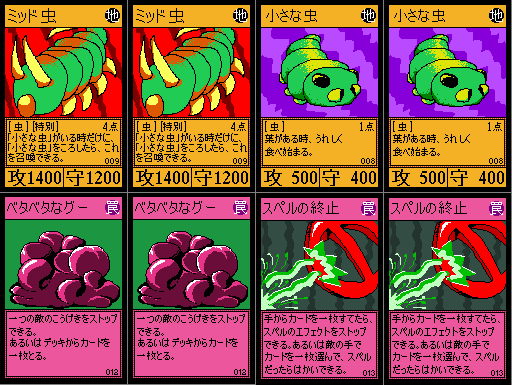 ミッド虫 地
[虫] [特別] 4点
「小さな虫」がいる時だけに、
「小さな虫」をころしたら、これ
を召喚できる。
009
攻1400 守1200
ミッド虫 地
[虫] [特別] 4点
「小さな虫」がいる時だけに、
「小さな虫」をころしたら、これ
を召喚できる。
009
攻1400 守1200
小さな虫 地
[虫] 1点
葉がある時、うれしく
食べ始まる。
008
攻 500 守 400
小さな虫 地
[虫] 1点
葉がある時、うれしく
食べ始まる。
008
攻 500 守 400
ベタベタなグー 罠
一つの敵のこうげきをストップ
できる。
あるいはデッキからカードを
一枚とる。
012
ベタベタなグー 罠
一つの敵のこうげきをストップ
できる。
あるいはデッキからカードを
一枚とる。
012
スペルの終止 罠
手からカードを一枚すてたら、
スペルのエフェクトをストップ
できる。あるいは敵の手で
カードを一枚選んで、スペル
だったらはかいできる。
013
スペルの終止 罠
手からカードを一枚すてたら、
スペルのエフェクトをストップ
できる。あるいは敵の手で
カードを一枚選んで、スペル
だったらはかいできる。
013